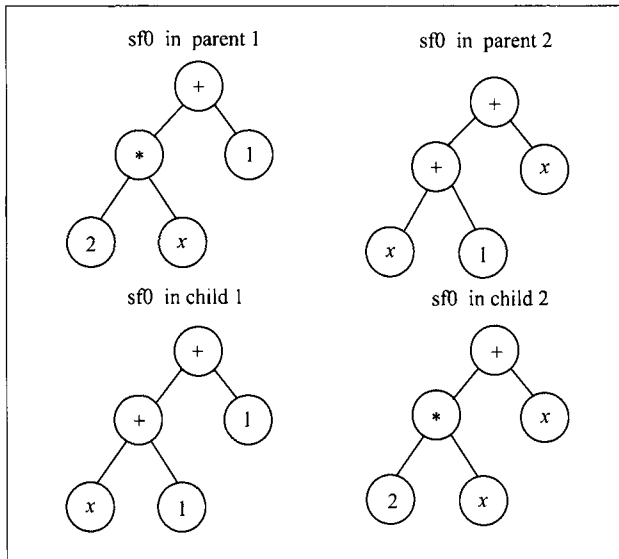 sf0 in parent 1
+
*
1
2
x
sf0 in parent 2
+
+
x
x
1
sf0 in child 1
+
+
1
x
1
sf0 in child 2
+
*
x
2
x